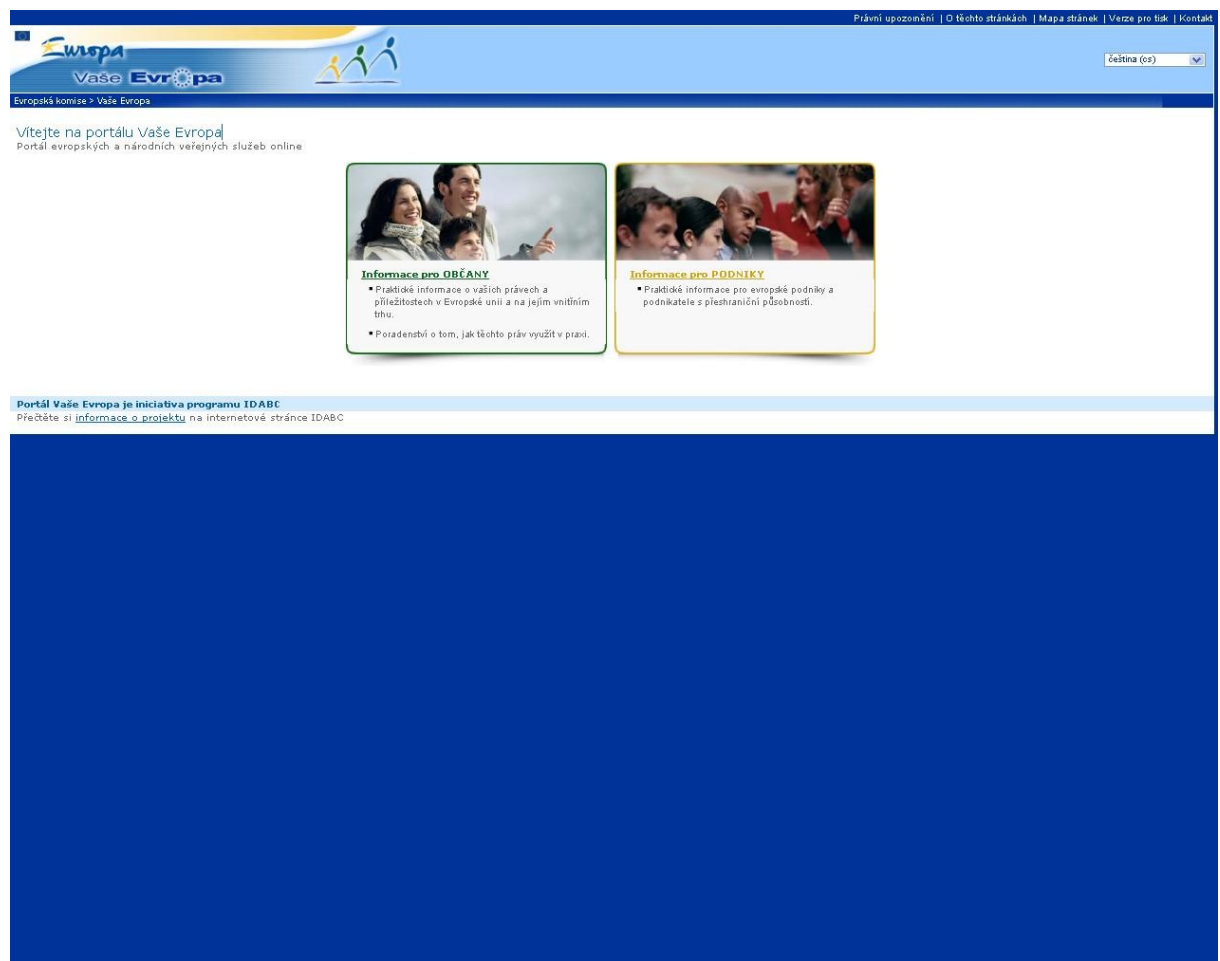 Právní upozornění | O těchto stránkách | Mapa stránek | Verze pro tisk | Kontakt
Europa
Vaše Evropa
čeština (cs)
Evropská komise > Vaše Evropa
Vítejte na portálu Vaše Evropa
Portál evropských a národních veřejných služeb online
Informace pro OBČANY
▪ Praktické informace o vašich právech a
příležitostech v Evropské unii a na jejím vnitřním
trhu.
▪ Poradenství o tom, jak těchto práv využít v praxi.
Informace pro PODNIKY
▪ Praktické informace pro evropské podniky a
podnikatele s přeshraniční působností.
Portál Vaše Evropa je iniciativa programu IDABC
Přečtěte si informace o projektu na internetové stránce IDABC